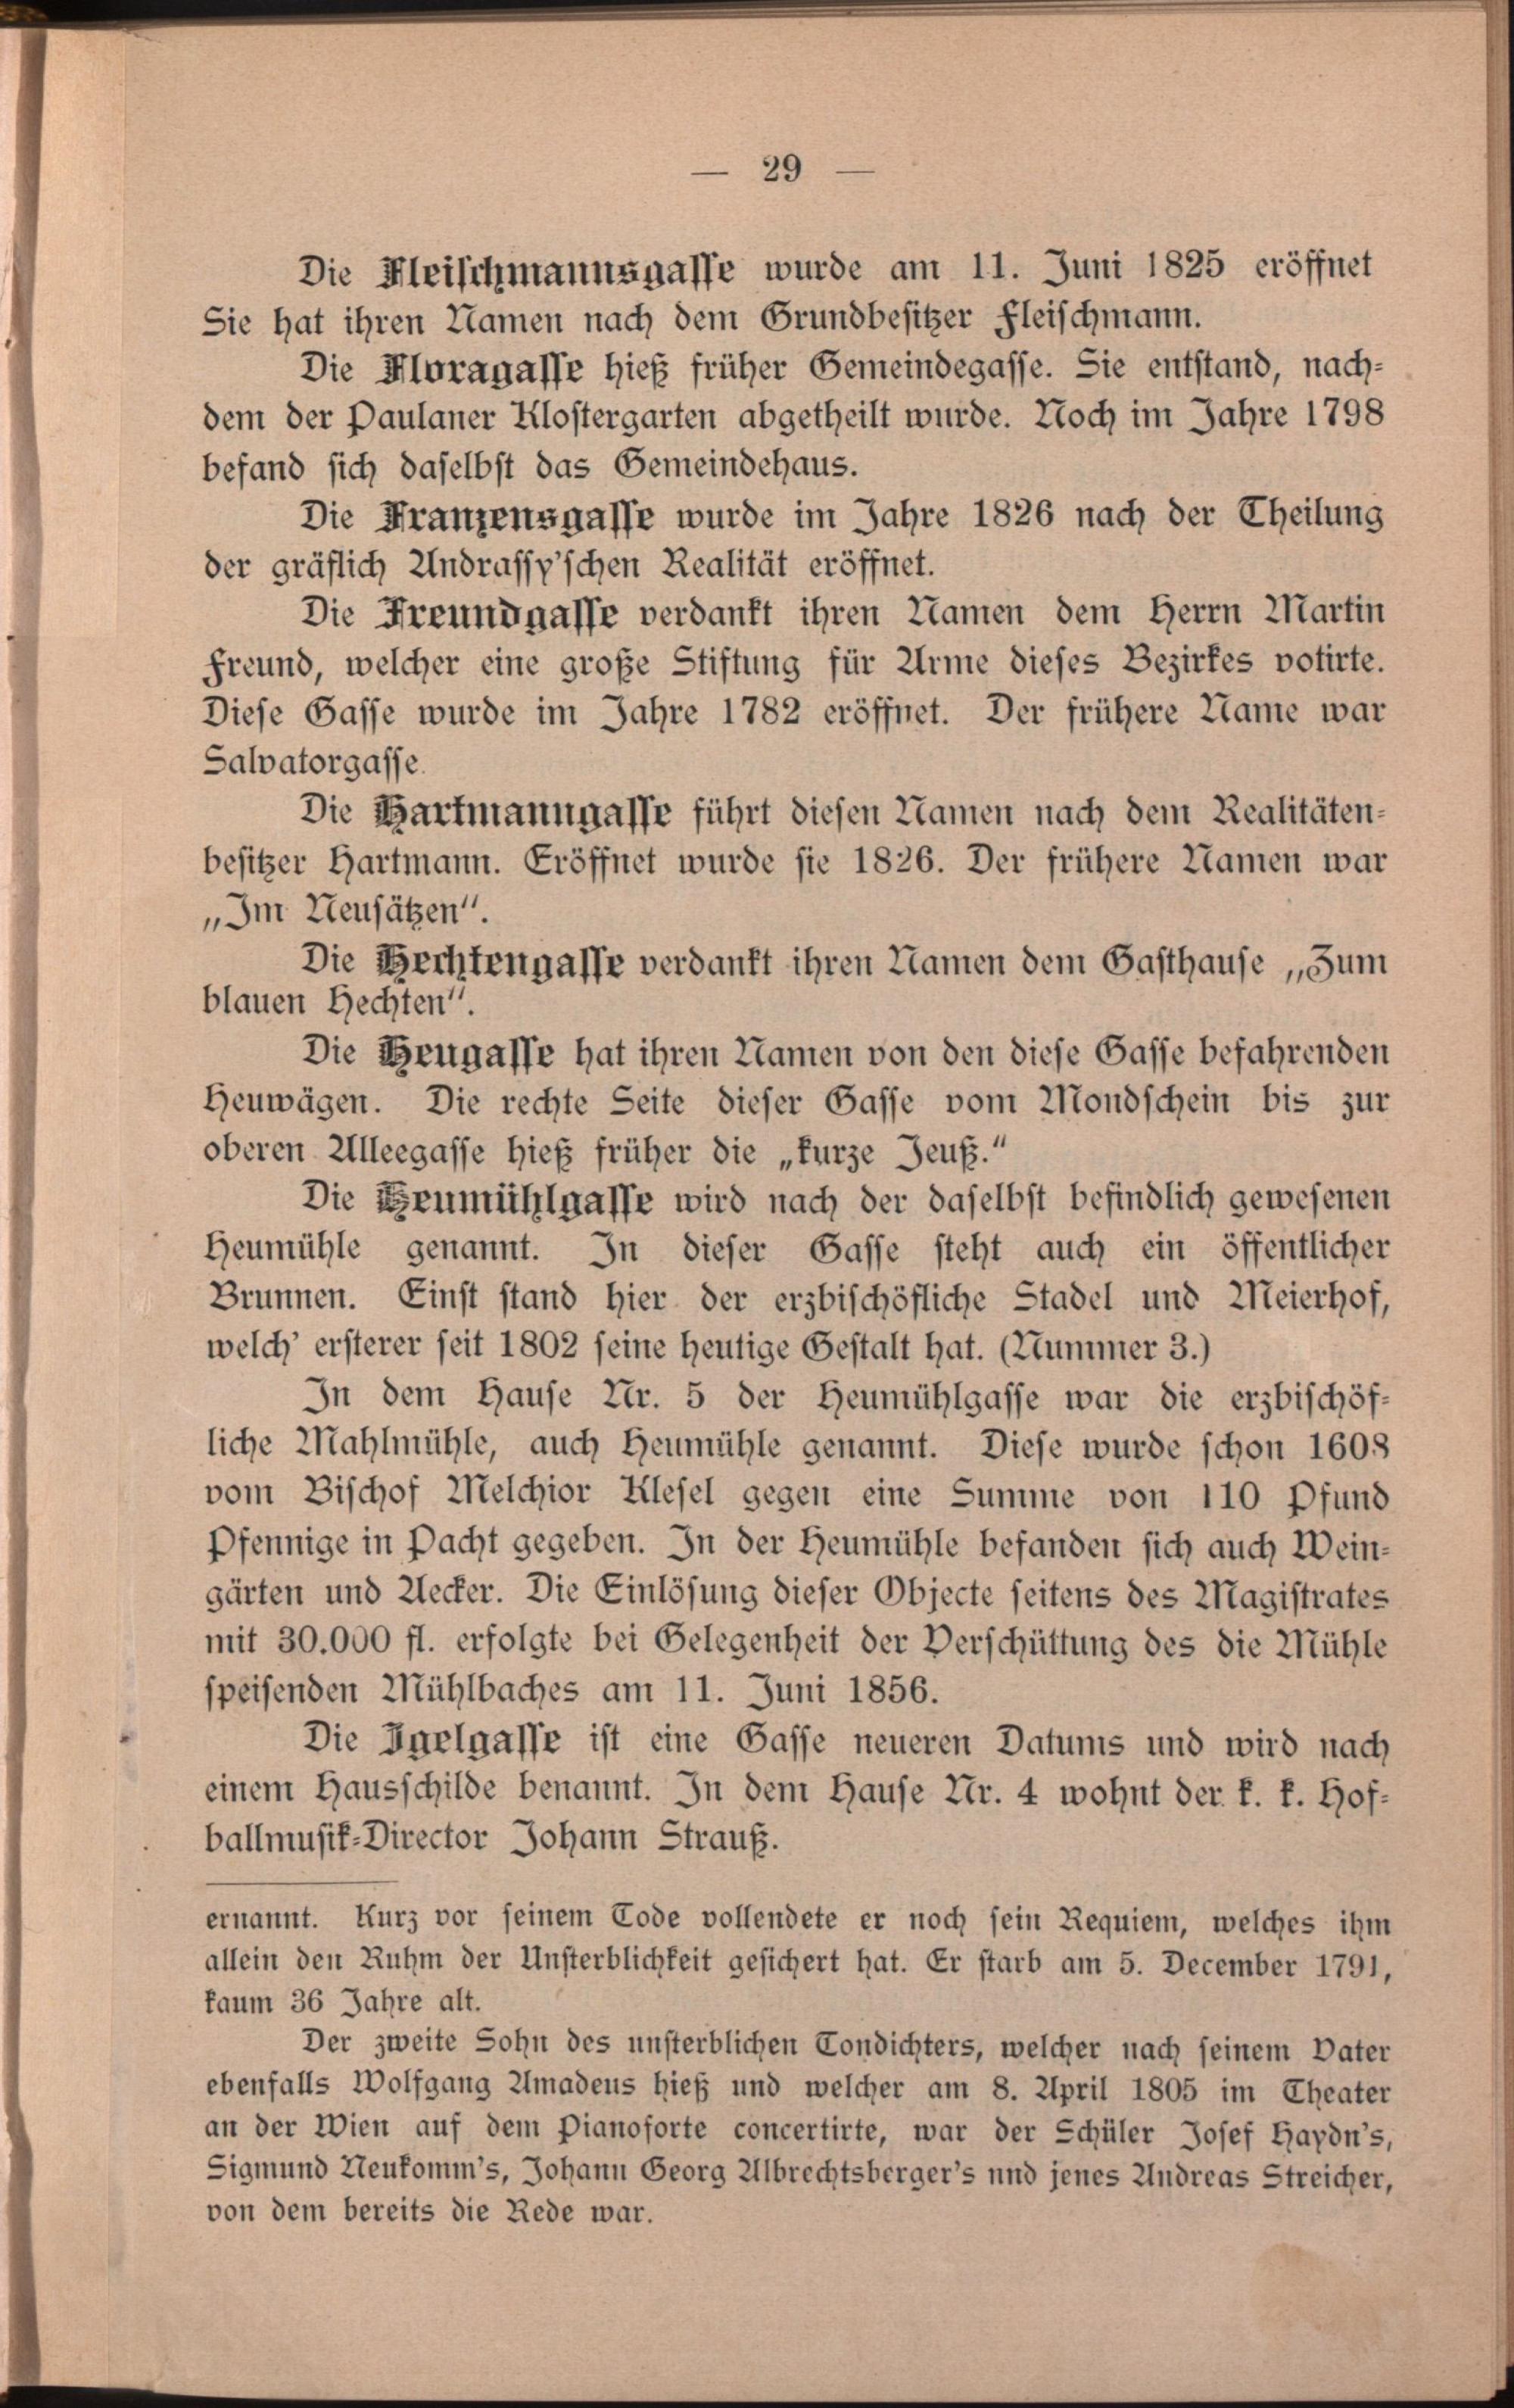 — 29 —
Die Fleischmannsgasse wurde am 11. Juni 1825 eröffnet
Sie hat ihren Namen nach dem Grundbesitzer Fleischmann.
Die Floragasse hieß früher Gemeindegasse. Sie entstand, nach-
dem der Paulaner Klostergarten abgetheilt wurde. Noch im Jahre 1798
befand sich daselbst das Gemeindehaus.
Die Franzensgasse wurde im Jahre 1826 nach der Theilung
der gräflich Andrassy'schen Realität eröffnet.
Die Freundgasse verdankt ihren Namen dem Herrn Martin
Freund, welcher eine große Stiftung für Arme dieses Bezirkes votirte.
Diese Gasse wurde im Jahre 1782 eröffnet. Der frühere Name war
Salvatorgasse.
Die Hartmanngasse führt diesen Namen nach dem Realitäten-
besitzer Hartmann. Eröffnet wurde sie 1826. Der frühere Namen war
„Im Neusätzen".
Die Hechtengasse verdankt ihren Namen dem Gasthause „Zum
blauen Hechten".
Die Heugasse hat ihren Namen von den diese Gasse befahrenden
Heuwägen. Die rechte Seite dieser Gasse vom Mondschein bis zur
oberen Alleegasse hieß früher die „kurze Jeuß."
Die Heumühlgasse wird nach der daselbst befindlich gewesenen
Heumühle genannt. In dieser Gasse steht auch ein öffentlicher
Brunnen. Einst stand hier der erzbischöfliche Stadel und Meierhof,
welch' ersterer seit 1802 seine heutige Gestalt hat. (Nummer 3.)
In dem Hause Nr. 5 der Heumühlgasse war die erzbischöf-
liche Mahlmühle, auch Heumühle genannt. Diese wurde schon 1608
vom Bischof Melchior Klesel gegen eine Summe von 110 Pfund
Pfennige in Pacht gegeben. In der Heumühle befanden sich auch Wein-
gärten und Aecker. Die Einlösung dieser Objecte seitens des Magistrates
mit 30.000 fl. erfolgte bei Gelegenheit der Verschüttung des die Mühle
speisenden Mühlbaches am 11. Juni 1856.
Die Igelgasse ist eine Gasse neueren Datums und wird nach
einem Hausschilde benannt. In dem Hause Nr. 4 wohnt der k. k. Hof-
ballmusik-Director Johann Strauß.
ernannt. Kurz vor seinem Tode vollendete er noch sein Requiem, welches ihm
allein den Ruhm der Unsterblichkeit gesichert hat. Er starb am 5. December 1791,
kaum 36 Jahre alt.
Der zweite Sohn des unsterblichen Tondichters, welcher nach seinem Vater
ebenfalls Wolfgang Amadeus hieß und welcher am 8. April 1805 im Theater
an der Wien auf dem Pianoforte concertirte, war der Schüler Josef Haydn's,
Sigmund Neukomm's, Johann Georg Albrechtsberger's und jenes Andreas Streicher,
von dem bereits die Rede war.